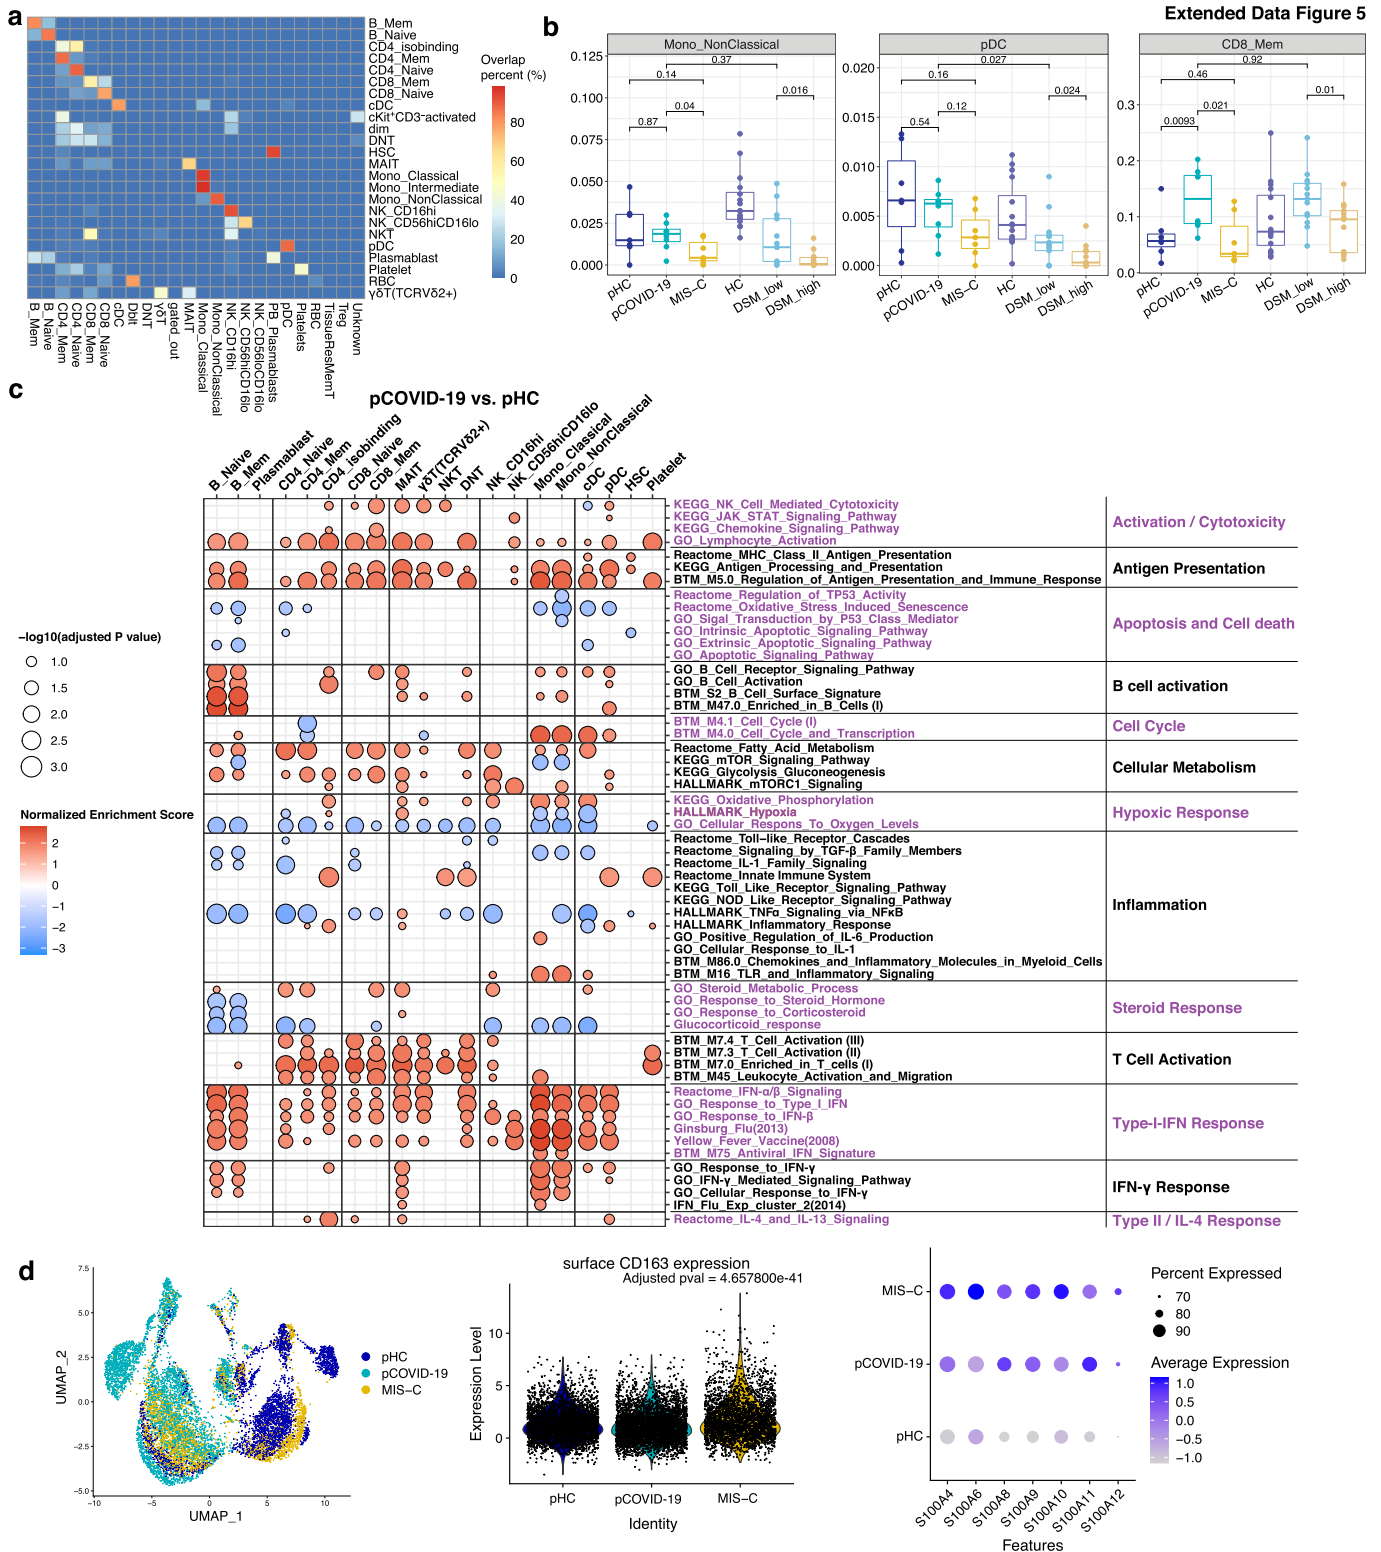 Extended Data Figure 5
a
B_Mem
B_Naive
CD4_isobinding
CD4_Mem
CD4_Naive
CD8_Mem
CD8_Naive
cDC
cKit⁺CD3⁻activated
dim
DNT
HSC
MAIT
Mono_Classical
Mono_Intermediate
Mono_NonClassical
NK_CD16hi
NK_CD56hiCD16lo
NKT
pDC
Plasmablast
Platelet
RBC
γδT(TCRVδ2+)
B_Mem
B_Naive
CD4_Mem
CD4_Naive
CD8_Mem
CD8_Naive
cDC
Dblt
DNT
γδT
gated_out
MAIT
Mono_Classical
Mono_NonClassical
NK_CD16hi
NK_CD56hiCD16lo
NK_CD56loCD16lo
PB_Plasmablasts
pDC
Platelets
RBC
TissueResMemT
Treg
Unknown
Overlap
percent (%)
80
60
40
20
0
b
Mono_NonClassical
0.125
0.100
0.075
0.050
0.025
0.000
0.37
0.14
0.016
0.04
0.87
pHC
pCOVID-19
MIS-C
HC
DSM_low
DSM_high
pDC
0.020
0.015
0.010
0.005
0.000
0.027
0.16
0.024
0.12
0.54
pHC
pCOVID-19
MIS-C
HC
DSM_low
DSM_high
CD8_Mem
0.3
0.2
0.1
0.0
0.92
0.46
0.01
0.021
0.0093
pHC
pCOVID-19
MIS-C
HC
DSM_low
DSM_high
c
pCOVID-19 vs. pHC
B_Naive
B_Mem
Plasmablast
CD4_Naive
CD4_Mem
CD4_isobinding
CD8_Naive
CD8_Mem
MAIT
γδT(TCRVδ2+)
NKT
DNT
NK_CD16hi
NK_CD56hiCD16lo
Mono_Classical
Mono_NonClassical
cDC
pDC
HSC
Platelet
KEGG_NK_Cell_Mediated_Cytotoxicity
KEGG_JAK_STAT_Signaling_Pathway
KEGG_Chemokine_Signaling_Pathway
GO_Lymphocyte_Activation
Activation / Cytotoxicity
Reactome_MHC_Class_II_Antigen_Presentation
KEGG_Antigen_Processing_and_Presentation
BTM_M5.0_Regulation_of_Antigen_Presentation_and_Immune_Response
Antigen Presentation
Reactome_Regulation_of_TP53_Activity
Reactome_Oxidative_Stress_Induced_Senescence
GO_Sigal_Transduction_by_P53_Class_Mediator
GO_Intrinsic_Apoptotic_Signaling_Pathway
GO_Extrinsic_Apoptotic_Signaling_Pathway
GO_Apoptotic_Signaling_Pathway
Apoptosis and Cell death
GO_B_Cell_Receptor_Signaling_Pathway
GO_B_Cell_Activation
BTM_S2_B_Cell_Surface_Signature
BTM_M47.0_Enriched_in_B_Cells (I)
B cell activation
BTM_M4.1_Cell_Cycle (I)
BTM_M4.0_Cell_Cycle_and_Transcription
Cell Cycle
Reactome_Fatty_Acid_Metabolism
KEGG_mTOR_Signaling_Pathway
KEGG_Glycolysis_Gluconeogenesis
HALLMARK_mTORC1_Signaling
Cellular Metabolism
KEGG_Oxidative_Phosphorylation
HALLMARK_Hypoxia
GO_Cellular_Respons_To_Oxygen_Levels
Hypoxic Response
Reactome_Toll-like_Receptor_Cascades
Reactome_Signaling_by_TGF-β_Family_Members
Reactome_IL-1_Family_Signaling
Reactome_Innate Immune System
KEGG_Toll_Like_Receptor_Signaling_Pathway
KEGG_NOD_Like_Receptor_Signaling_Pathway
HALLMARK_TNFα_Signaling_via_NFκB
HALLMARK_Inflammatory_Response
GO_Positive_Regulation_of_IL-6_Production
GO_Cellular_Response_to_IL-1
BTM_M86.0_Chemokines_and_Inflammatory_Molecules_in_Myeloid_Cells
BTM_M16_TLR_and_Inflammatory_Signaling
Inflammation
GO_Steroid_Metabolic_Process
GO_Response_to_Steroid_Hormone
GO_Response_to_Corticosteroid
Glucocorticoid_response
Steroid Response
BTM_M7.4_T_Cell_Activation (III)
BTM_M7.3_T_Cell_Activation (II)
BTM_M7.0_Enriched_in_T_cells (I)
BTM_M45_Leukocyte_Activation_and_Migration
T Cell Activation
Reactome_IFN-α/β_Signaling
GO_Response_to_Type_I_IFN
GO_Response_to_IFN-β
Ginsburg_Flu(2013)
Yellow_Fever_Vaccine(2008)
BTM_M75_Antiviral_IFN_Signature
Type-I-IFN Response
GO_Response_to_IFN-γ
GO_IFN-γ_Mediated_Signaling_Pathway
GO_Cellular_Response_to_IFN-γ
IFN_Flu_Exp_cluster_2(2014)
IFN-γ Response
Reactome_IL-4_and_IL-13_Signaling
Type II / IL-4 Response
−log10(adjusted P value)
1.0
1.5
2.0
2.5
3.0
Normalized Enrichment Score
2
1
0
−1
−2
−3
d
7.5
5.0
2.5
0.0
−2.5
−5.0
UMAP_2
−10
−5
0
5
10
UMAP_1
pHC
pCOVID-19
MIS-C
surface CD163 expression
Adjusted pval = 4.657800e-41
Expression Level
10
5
0
pHC
pCOVID-19
MIS-C
Identity
MIS-C
pCOVID-19
pHC
S100A4
S100A6
S100A8
S100A9
S100A10
S100A11
S100A12
Features
Percent Expressed
70
80
90
Average Expression
1.0
0.5
0.0
−0.5
−1.0